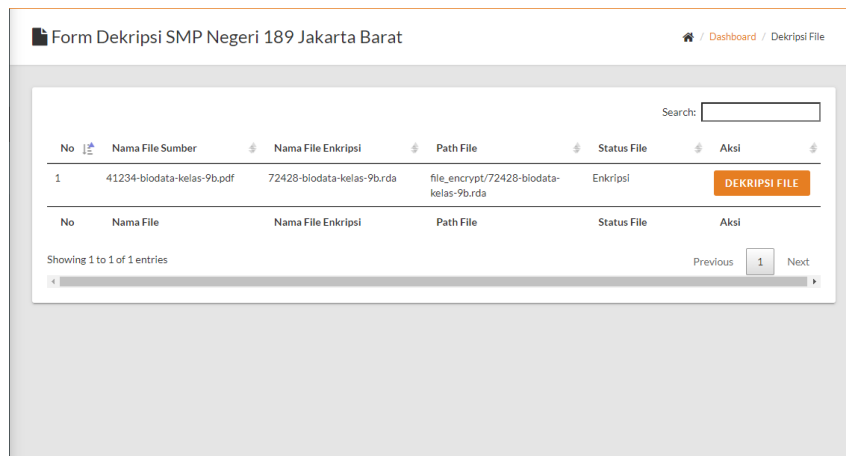 Form Dekripsi SMP Negeri 189 Jakarta Barat
/ Dashboard / Dekripsi File
Search:
No Nama File Sumber Nama File Enkripsi Path File Status File Aksi
1 41234-biodata-kelas-9b.pdf 72428-biodata-kelas-9b.rda file_encrypt/72428-biodata- Enkripsi DEKRIPSI FILE
kelas-9b.rda
No Nama File Nama File Enkripsi Path File Status File Aksi
Showing 1 to 1 of 1 entries
Previous 1 Next